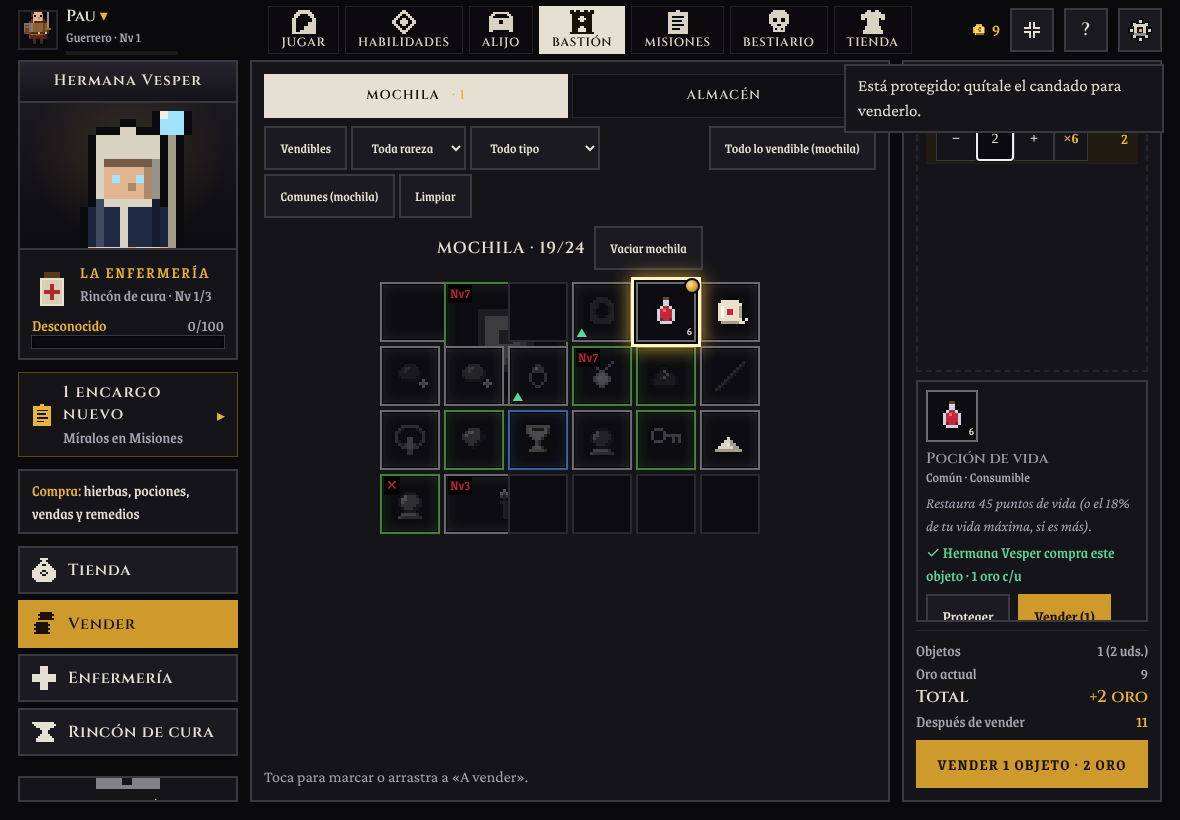 Pau ▾
Guerrero · Nv 1
JUGAR
HABILIDADES
ALIJO
BASTIÓN
MISIONES
BESTIARIO
TIENDA
9
?
Hermana Vesper
LA ENFERMERÍA
Rincón de cura · Nv 1/3
Desconocido 0/100
1 ENCARGO NUEVO
Míralos en Misiones
Compra: hierbas, pociones,
vendas y remedios
Tienda
Vender
Enfermería
Rincón de cura
MOCHILA · 1
ALMACÉN
Vendibles
Toda rareza
Todo tipo
Todo lo vendible (mochila)
Comunes (mochila)
Limpiar
MOCHILA · 19/24
Vaciar mochila
Nv7
6
Nv7
Nv3
Toca para marcar o arrastra a «A vender».
Está protegido: quítale el candado para
venderlo.
− 2 + ×6 2
6
Poción de vida
Común · Consumible
Restaura 45 puntos de vida (o el 18%
de tu vida máxima, si es más).
✓ Hermana Vesper compra este
objeto · 1 oro c/u
Proteger
Vender (1)
Objetos 1 (2 uds.)
Oro actual 9
Total +2 oro
Después de vender 11
VENDER 1 OBJETO · 2 ORO